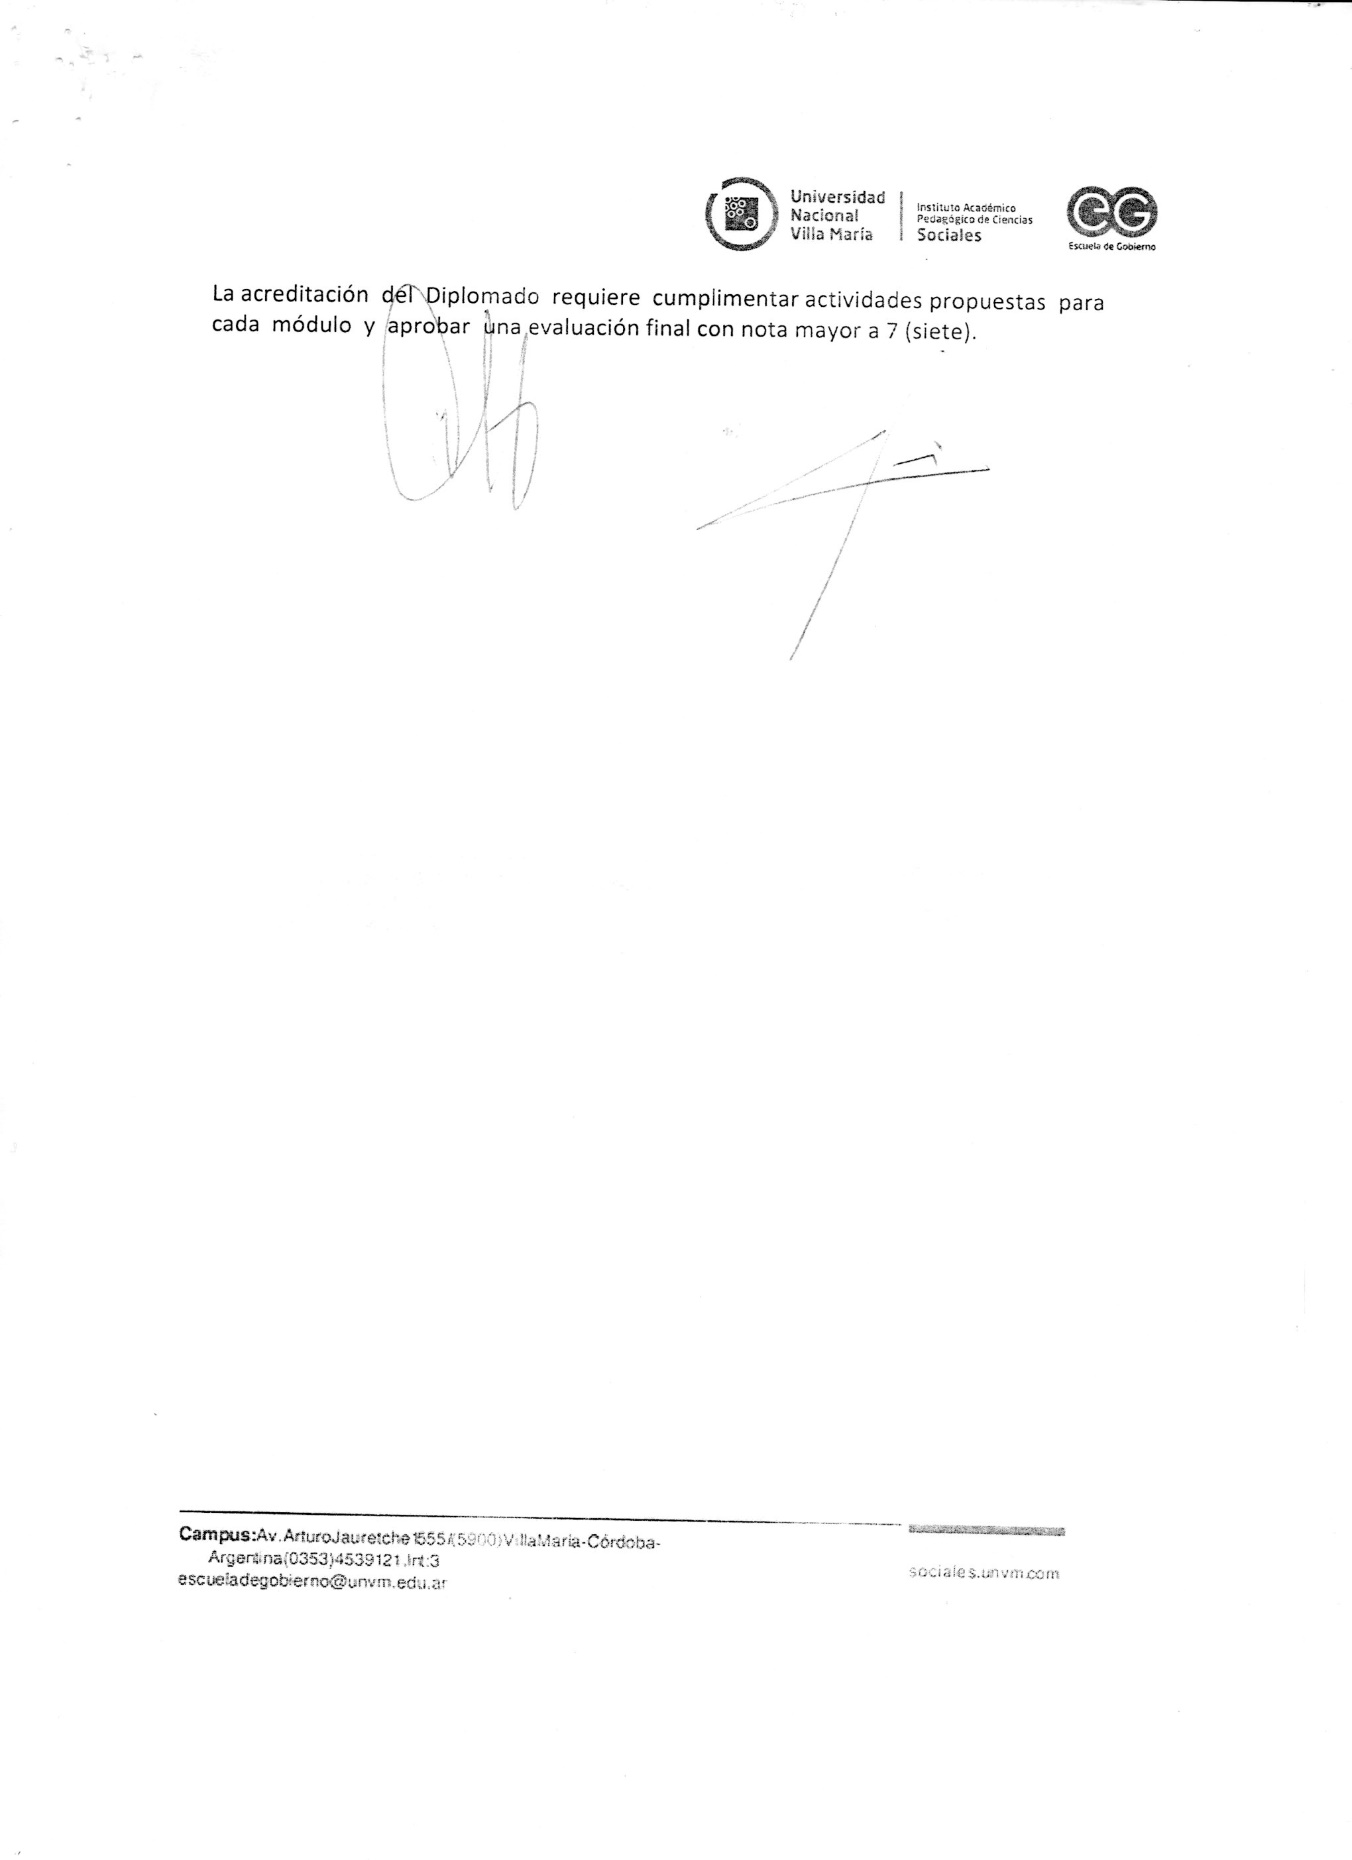 Universidad
Nacional
Villa María
Instituto Académico
Pedagógico de Ciencias
Sociales
eG
Escuela de Gobierno
La acreditación del Diplomado requiere cumplimentar actividades propuestas para
cada módulo y aprobar una evaluación final con nota mayor a 7 (siete).
Campus:Av.ArturoJauretche1555/(5900)VillaMaría-Córdoba-
Argentina(0353)4539121.Int:3
escueladegobierno@unvm.edu.ar
sociales.unvm.com